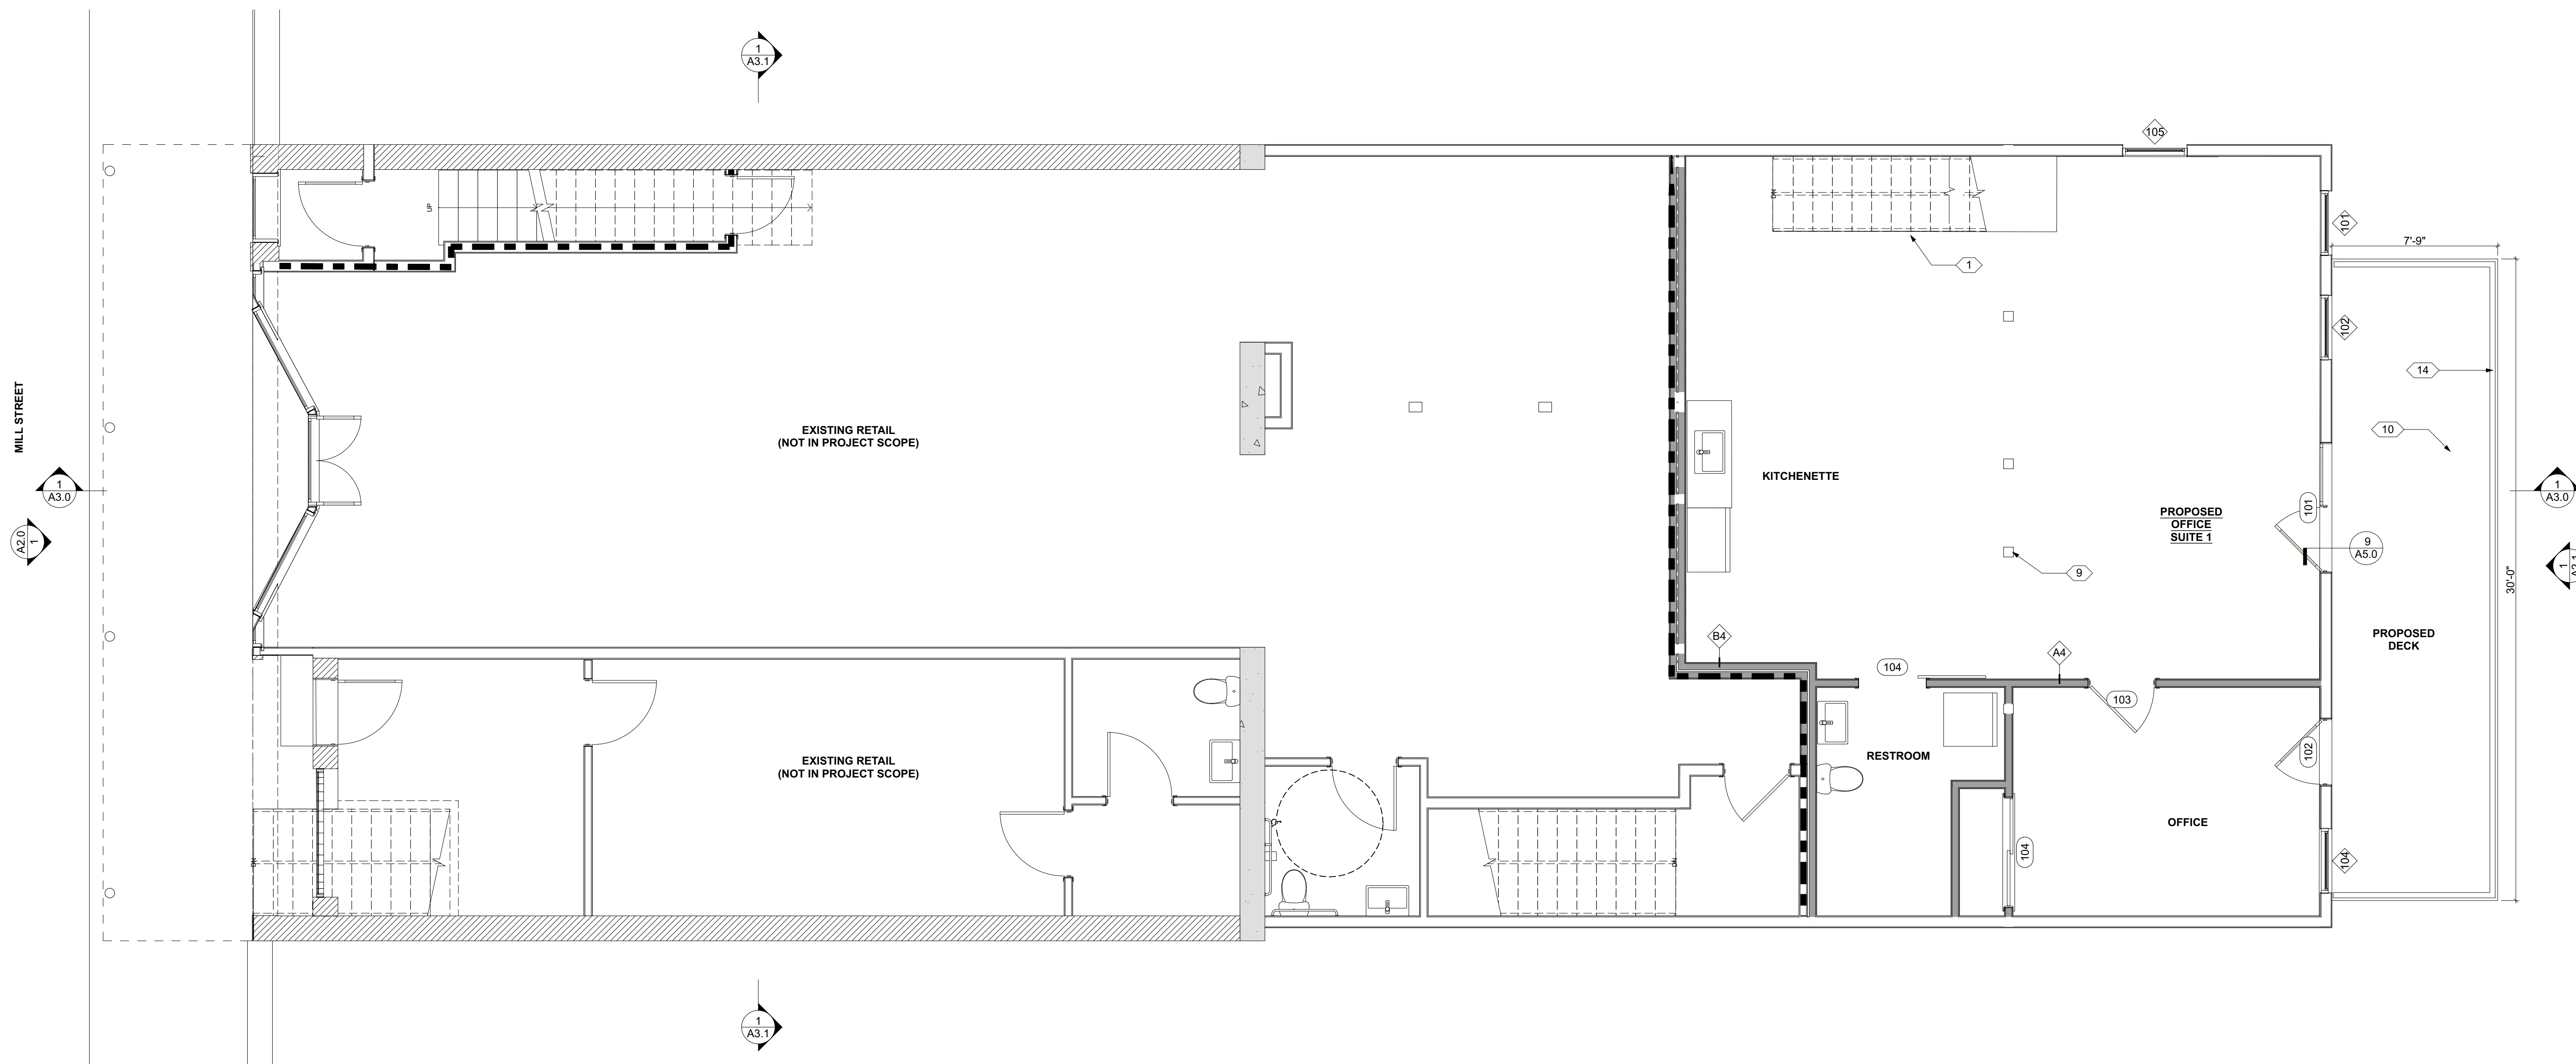 1
A3.1
105
UP
DN
101
7'-9"
1
102
14
MILL STREET
EXISTING RETAIL
(NOT IN PROJECT SCOPE)
10
KITCHENETTE
1
A3.0
1
A3.0
PROPOSED
OFFICE
SUITE 1
101
A2.0
1
9
A5.0
9
30'-0"
1
B4
A4
PROPOSED
DECK
104
103
EXISTING RETAIL
(NOT IN PROJECT SCOPE)
RESTROOM
102
OFFICE
DN
DN
104
104
1
A3.1